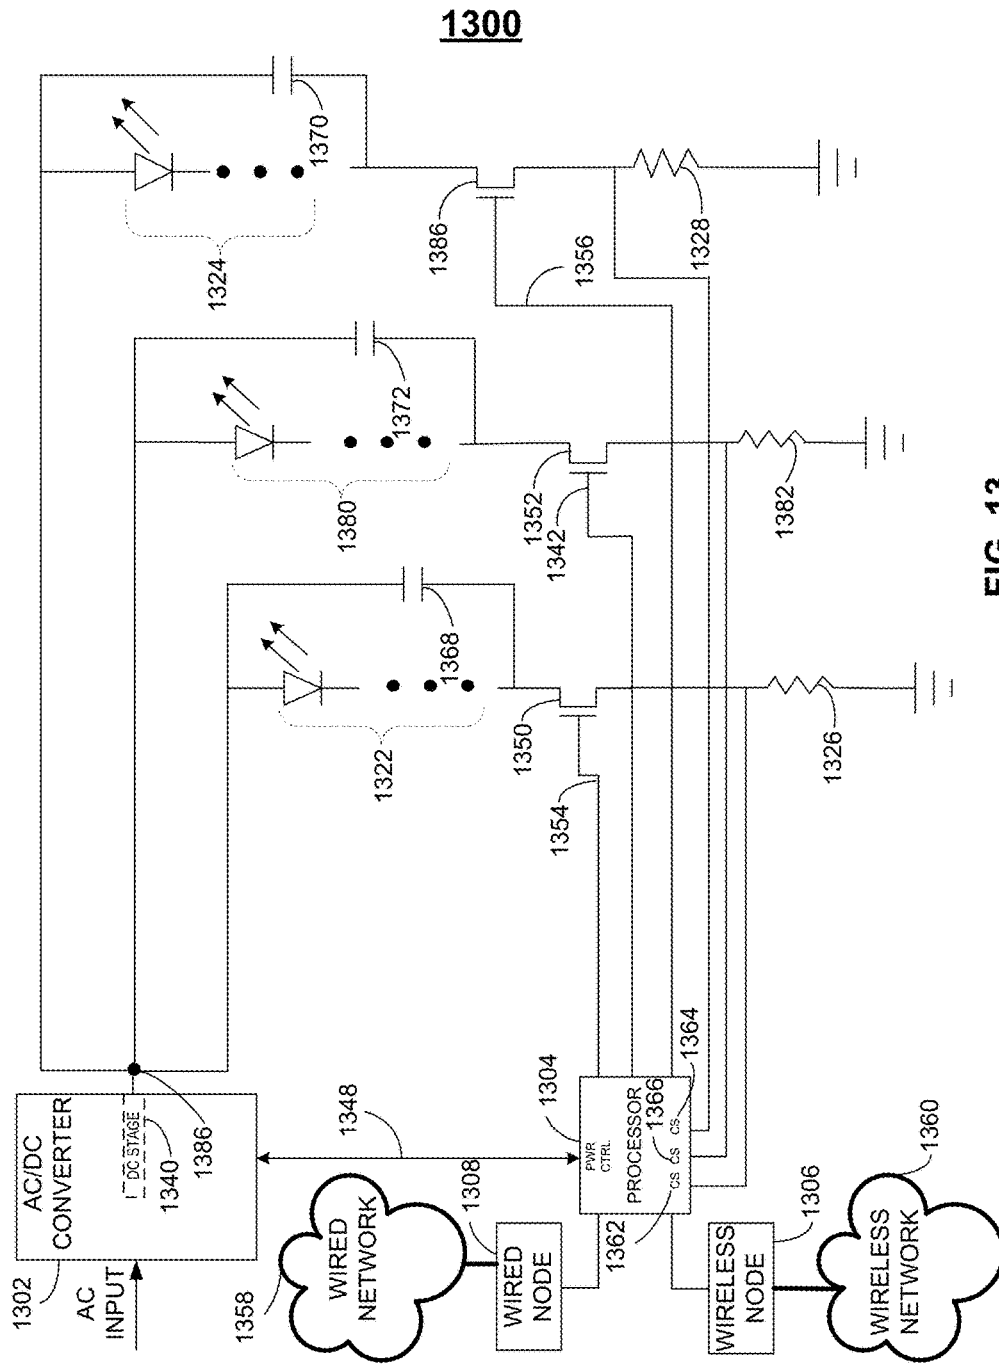 1300
1370
1324
1386
1356
1328
1372
1380
1352
1342
1382
1368
1322
1350
1354
1326
AC/DC
CONVERTER
DC STAGE
1340
1386
1302
AC
INPUT
1348
1304
PWR
CTRL
PROCESSOR
1366
CS
CS
CS
1364
1362
1308
WIRED
NODE
WIRED
NETWORK
1358
WIRELESS
NODE
1306
WIRELESS
NETWORK
1360
FIG. 13